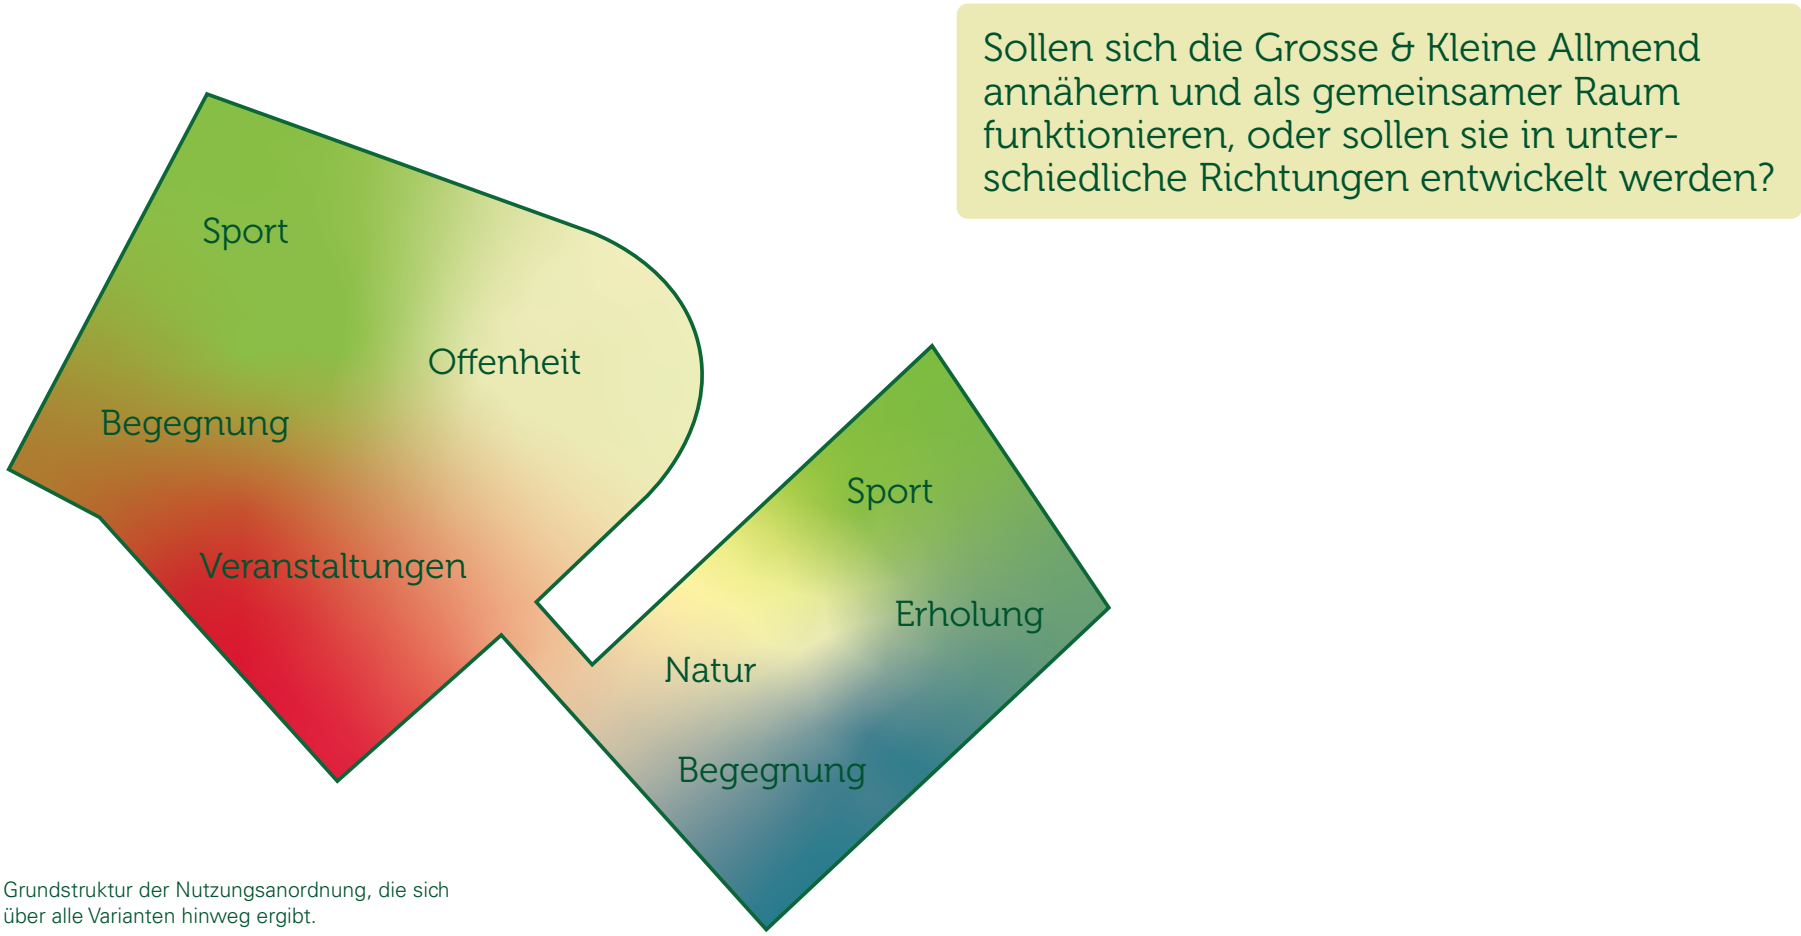 Sollen sich die Grosse & Kleine Allmend
annähern und als gemeinsamer Raum
funktionieren, oder sollen sie in unter-
schiedliche Richtungen entwickelt werden?
Sport
Offenheit
Begegnung
Veranstaltungen
Sport
Erholung
Natur
Begegnung
Grundstruktur der Nutzungsanordnung, die sich
über alle Varianten hinweg ergibt.